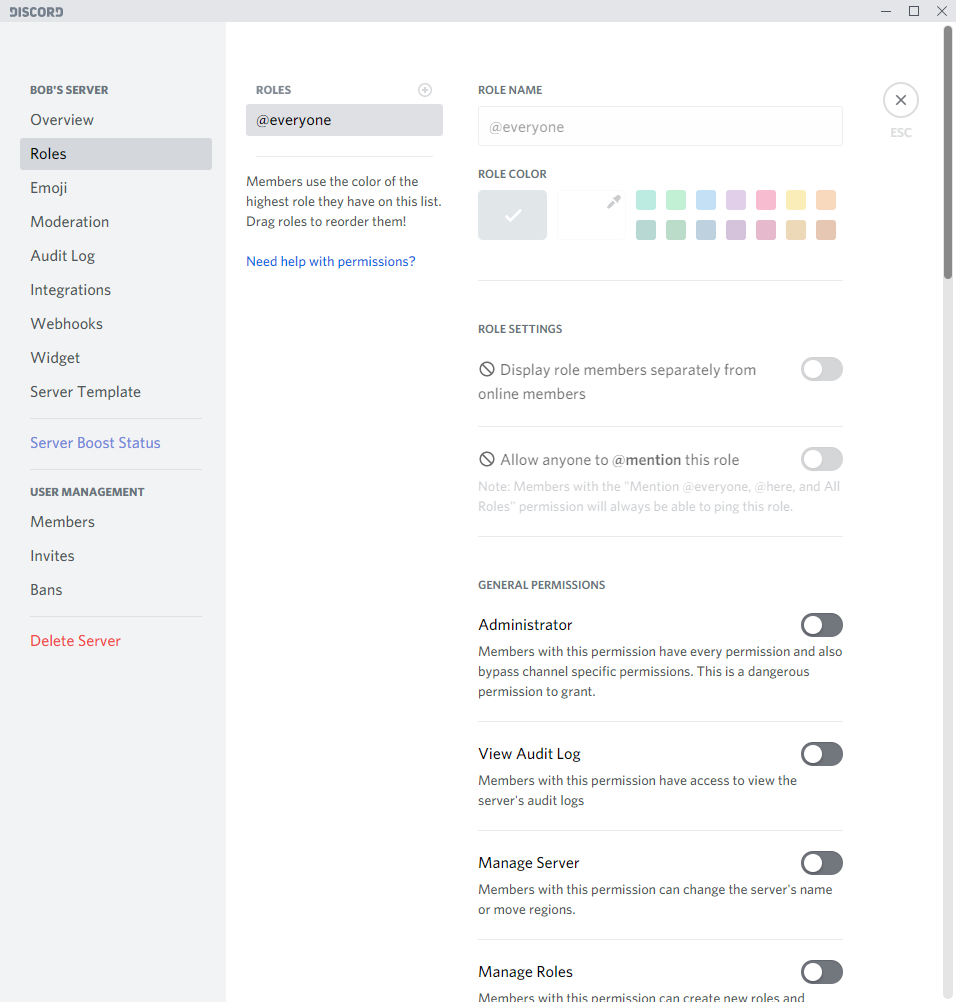 DISCORD
BOB'S SERVER
Overview
Roles
Emoji
Moderation
Audit Log
Integrations
Webhooks
Widget
Server Template
Server Boost Status
USER MANAGEMENT
Members
Invites
Bans
Delete Server
ROLES
@everyone
Members use the color of the
highest role they have on this list.
Drag roles to reorder them!
Need help with permissions?
ROLE NAME
@everyone
ESC
ROLE COLOR
ROLE SETTINGS
Display role members separately from
online members
Allow anyone to @mention this role
Note: Members with the "Mention @everyone, @here, and All
Roles" permission will always be able to ping this role.
GENERAL PERMISSIONS
Administrator
Members with this permission have every permission and also
bypass channel specific permissions. This is a dangerous
permission to grant.
View Audit Log
Members with this permission have access to view the
server's audit logs
Manage Server
Members with this permission can change the server's name
or move regions.
Manage Roles
Members with this permission can create new roles and